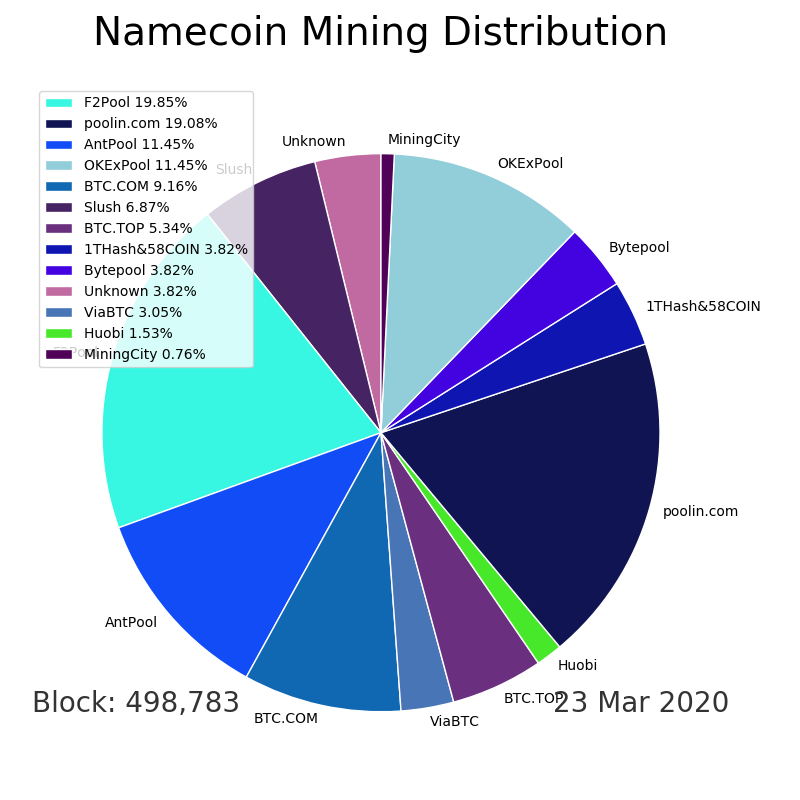 Namecoin Mining Distribution
F2Pool 19.85%
poolin.com 19.08%
AntPool 11.45%
OKExPool 11.45%
BTC.COM 9.16%
Slush 6.87%
BTC.TOP 5.34%
1THash&58COIN 3.82%
Bytepool 3.82%
Unknown 3.82%
ViaBTC 3.05%
Huobi 1.53%
MiningCity 0.76%
Unknown
MiningCity
Slush
OKExPool
Bytepool
1THash&58COIN
F2Pool
poolin.com
AntPool
Huobi
BTC.TOP
BTC.COM
ViaBTC
Block: 498,783
23 Mar 2020